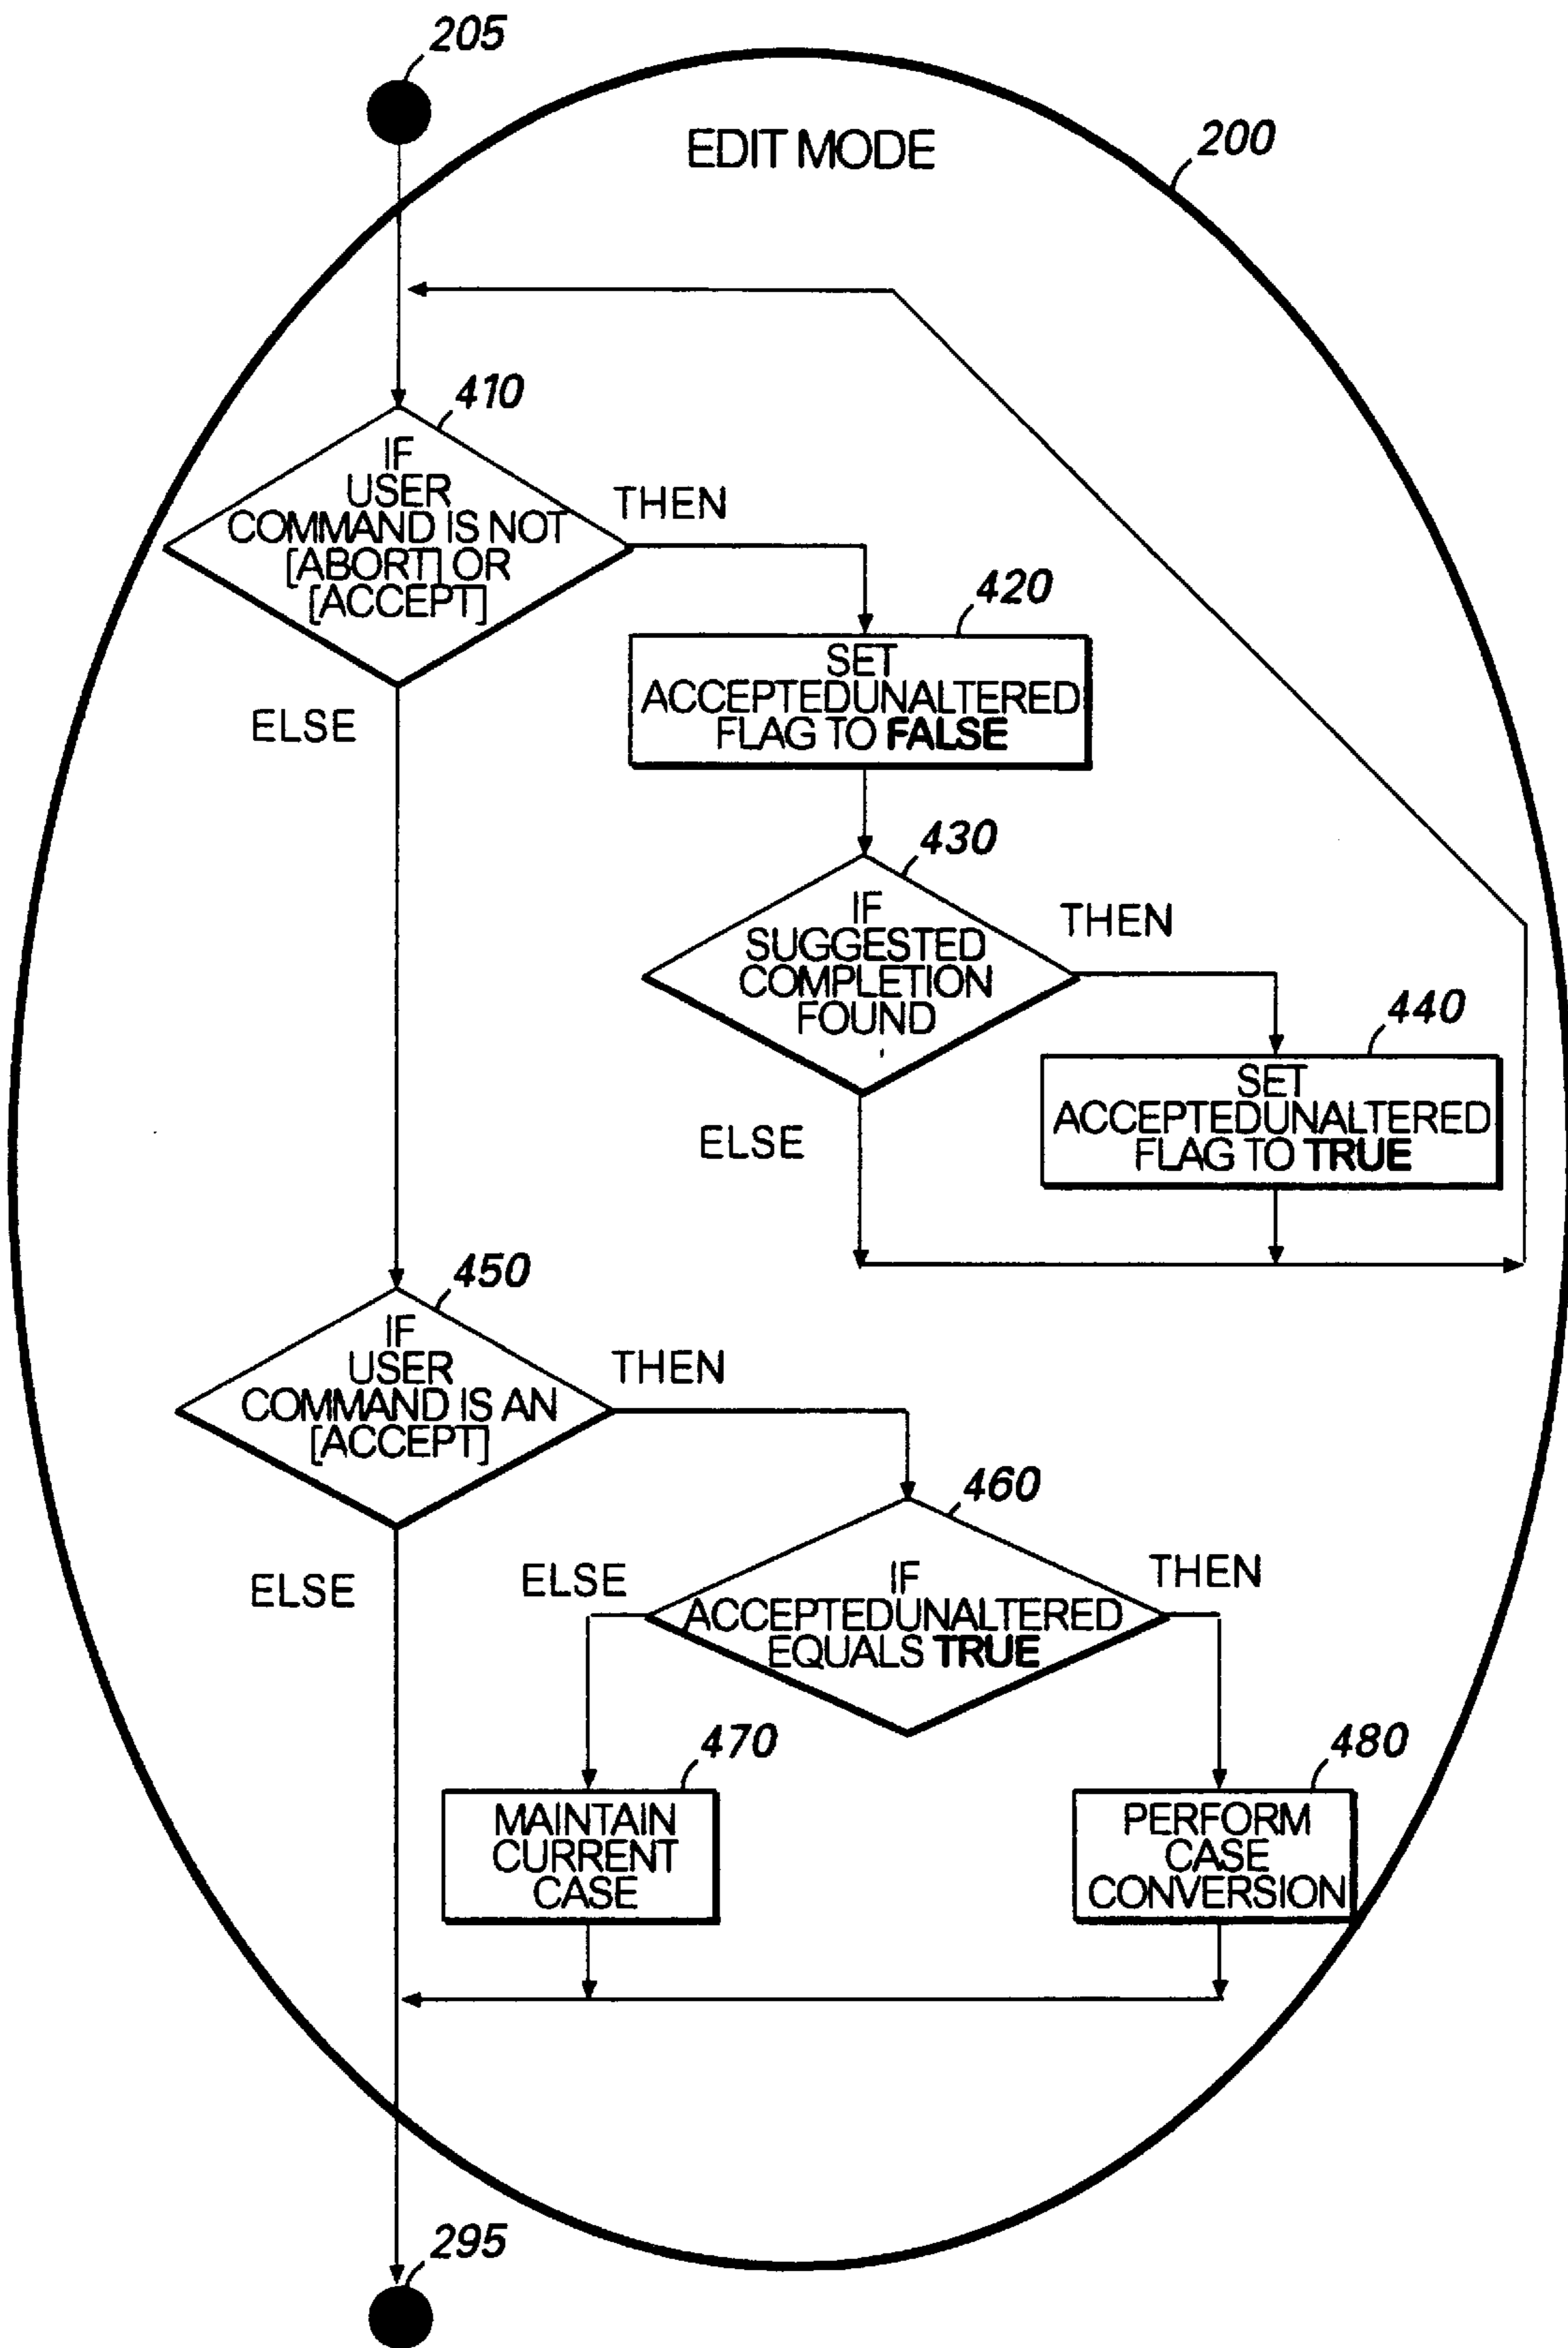 205
EDIT MODE
200
410
IF
USER
COMMAND IS NOT
[ABORT] OR
[ACCEPT]
THEN
ELSE
420
SET
ACCEPTEDUNALTERED
FLAG TO FALSE
430
IF
SUGGESTED
COMPLETION
FOUND
THEN
ELSE
440
SET
ACCEPTEDUNALTERED
FLAG TO TRUE
450
IF
USER
COMMAND IS AN
[ACCEPT]
THEN
ELSE
460
IF
ACCEPTEDUNALTERED
EQUALS TRUE
ELSE
THEN
470
MAINTAIN
CURRENT
CASE
480
PERFORM
CASE
CONVERSION
295